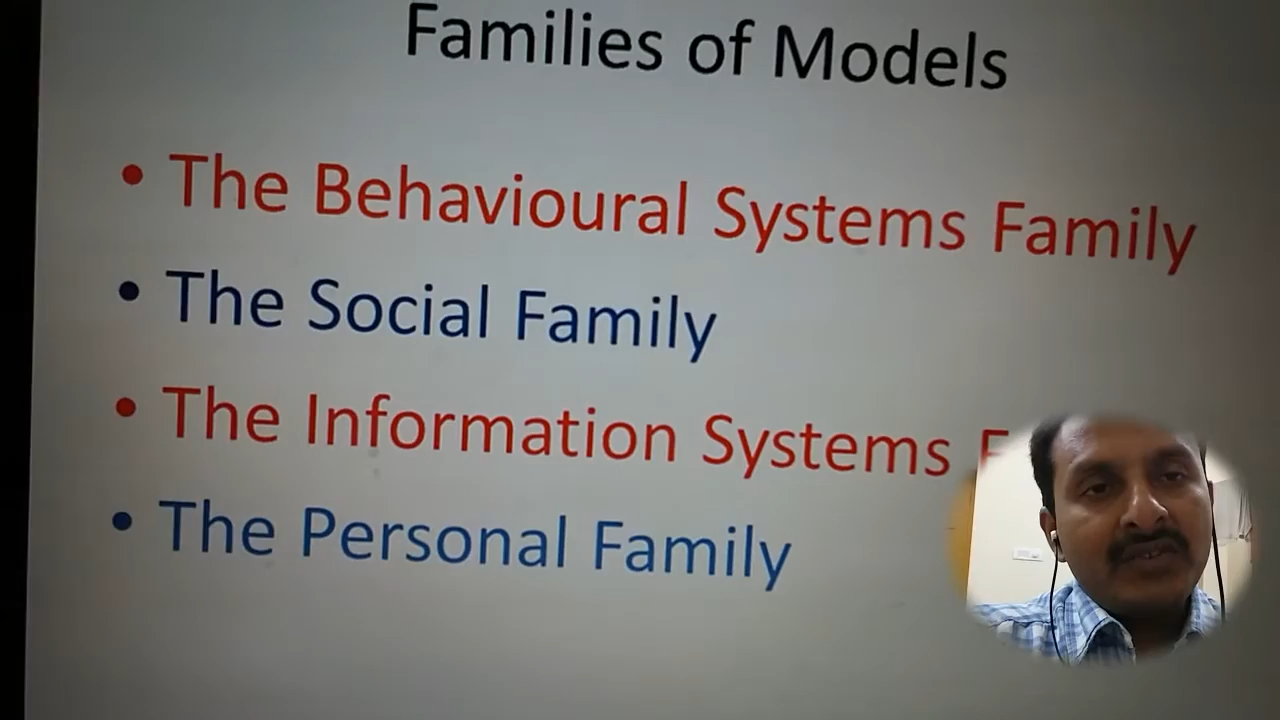 Families of Models
• The Behavioural Systems Family
• The Social Family
• The Information Systems
• The Personal Family